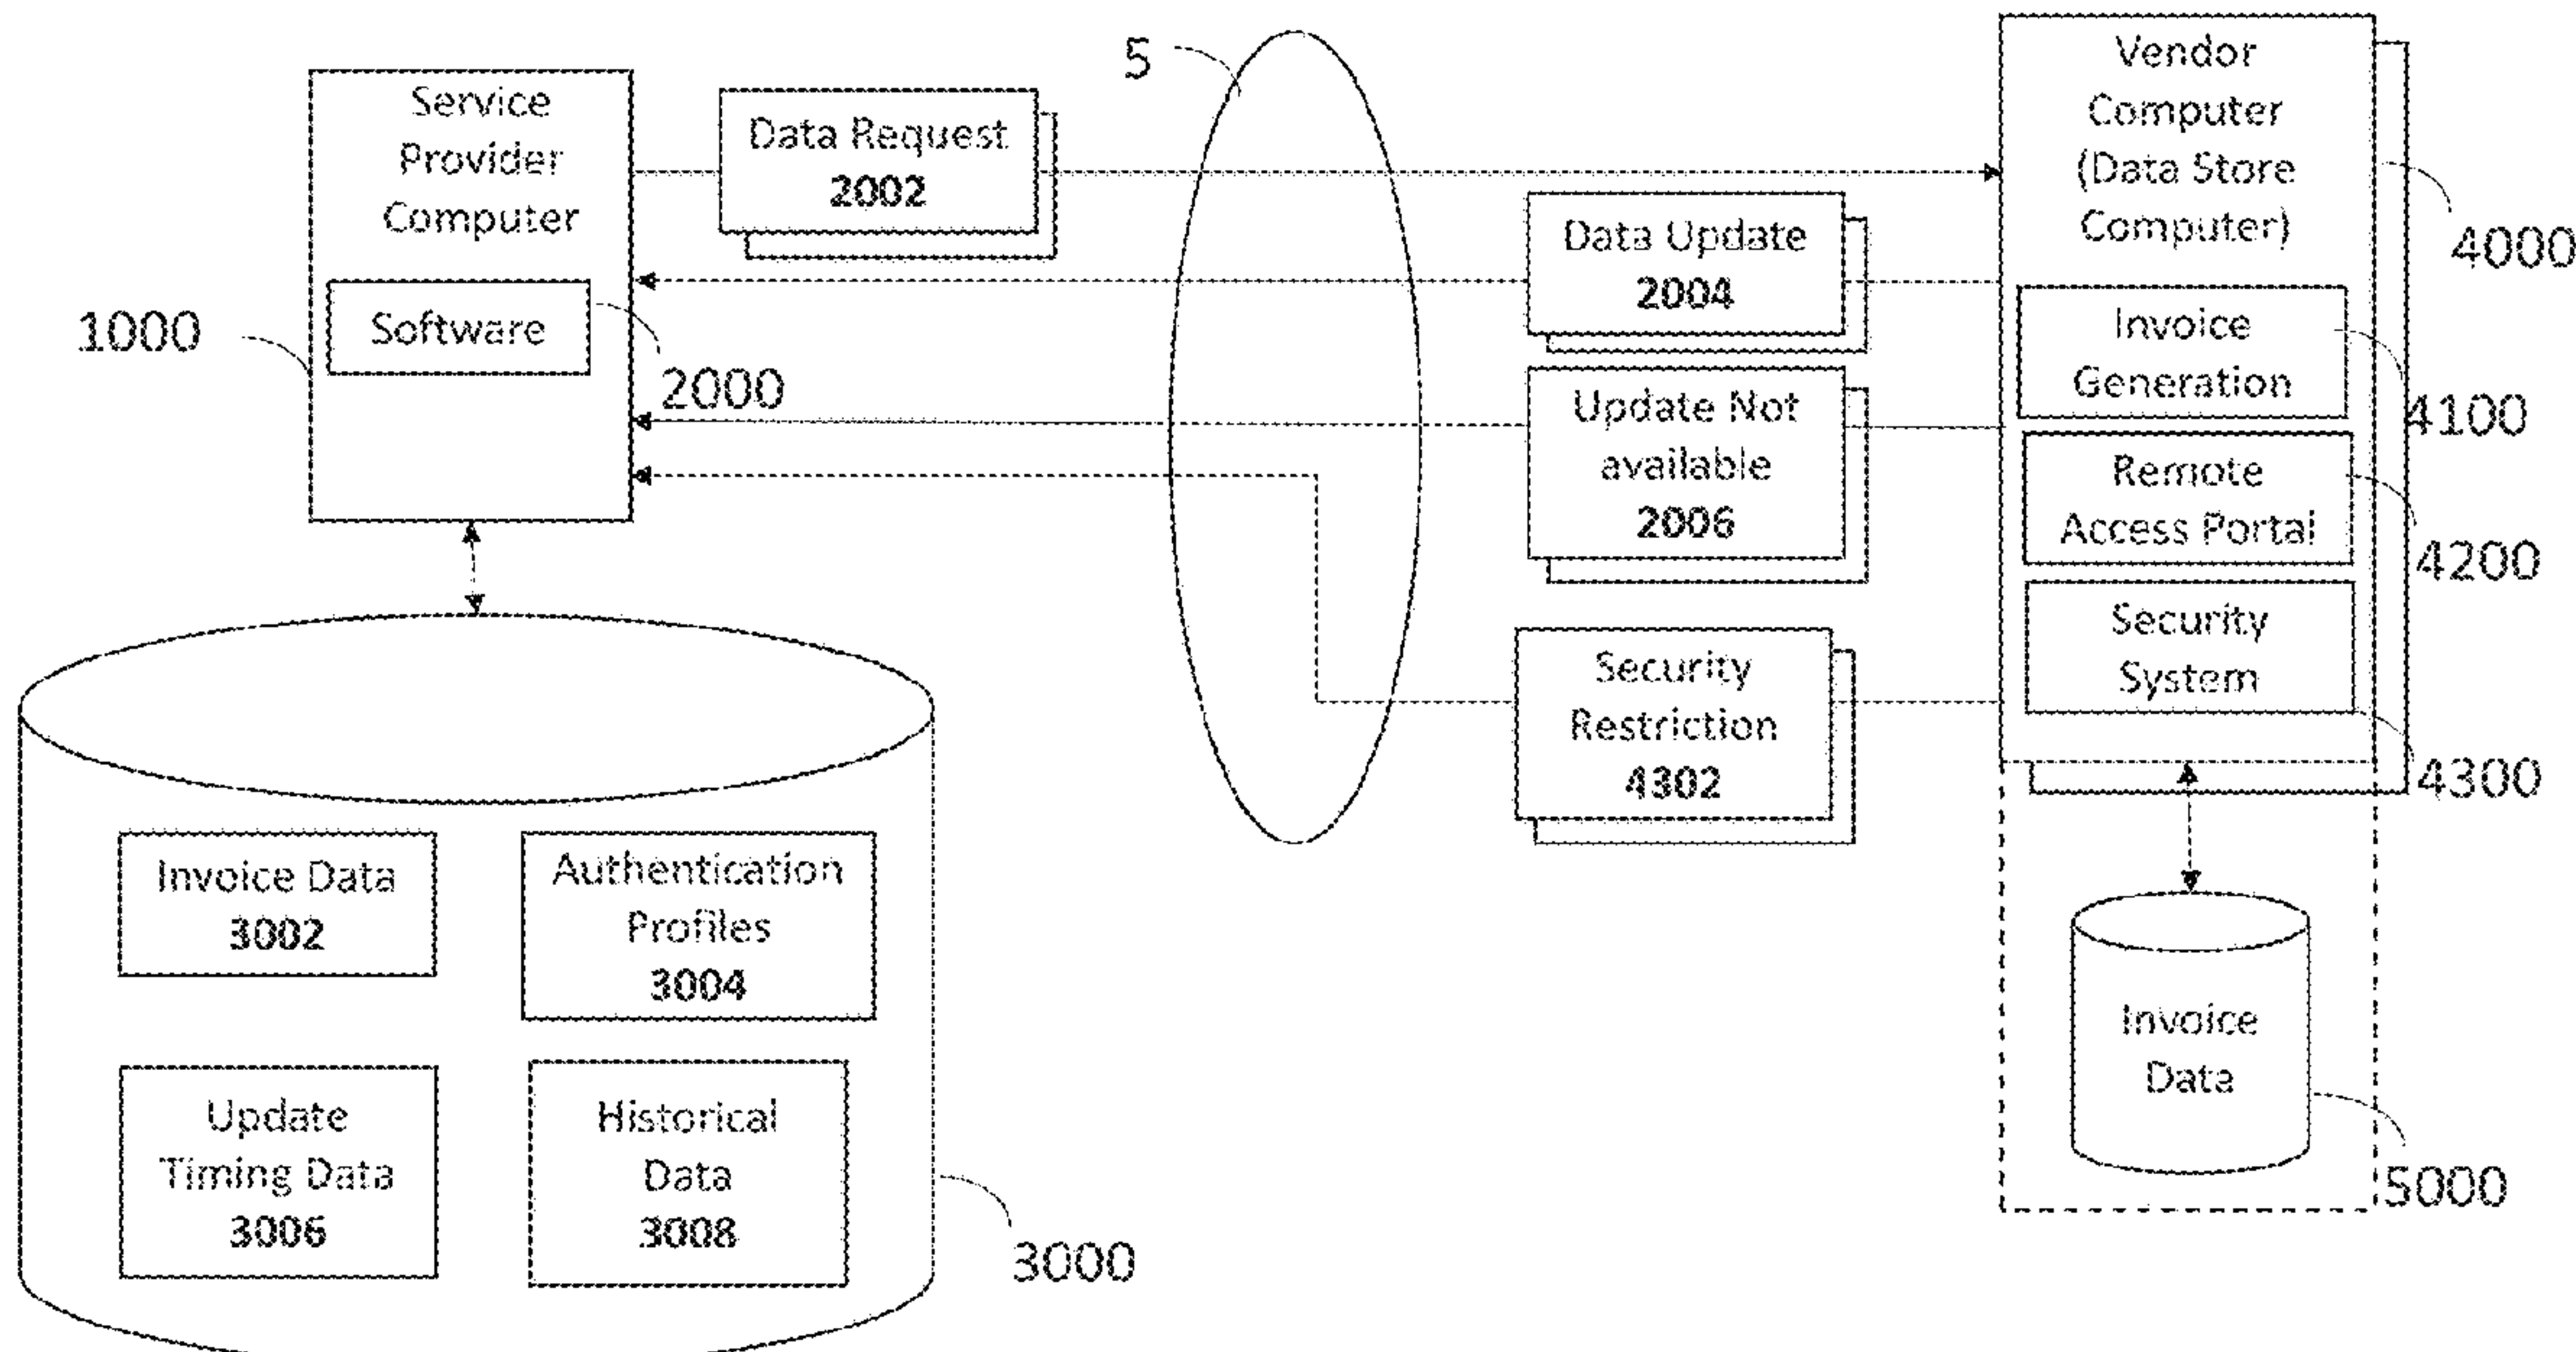 Service
Provider
Computer
Software
1000
2000
Data Request
2002
5
Data Update
2004
Update Not
available
2006
Security
Restriction
4302
Vendor
Computer
(Data Store
Computer)
4000
Invoice
Generation
4100
Remote
Access Portal
4200
Security
System
4300
Invoice Data
3002
Authentication
Profiles
3004
Update
Timing Data
3006
Historical
Data
3008
3000
Invoice
Data
5000